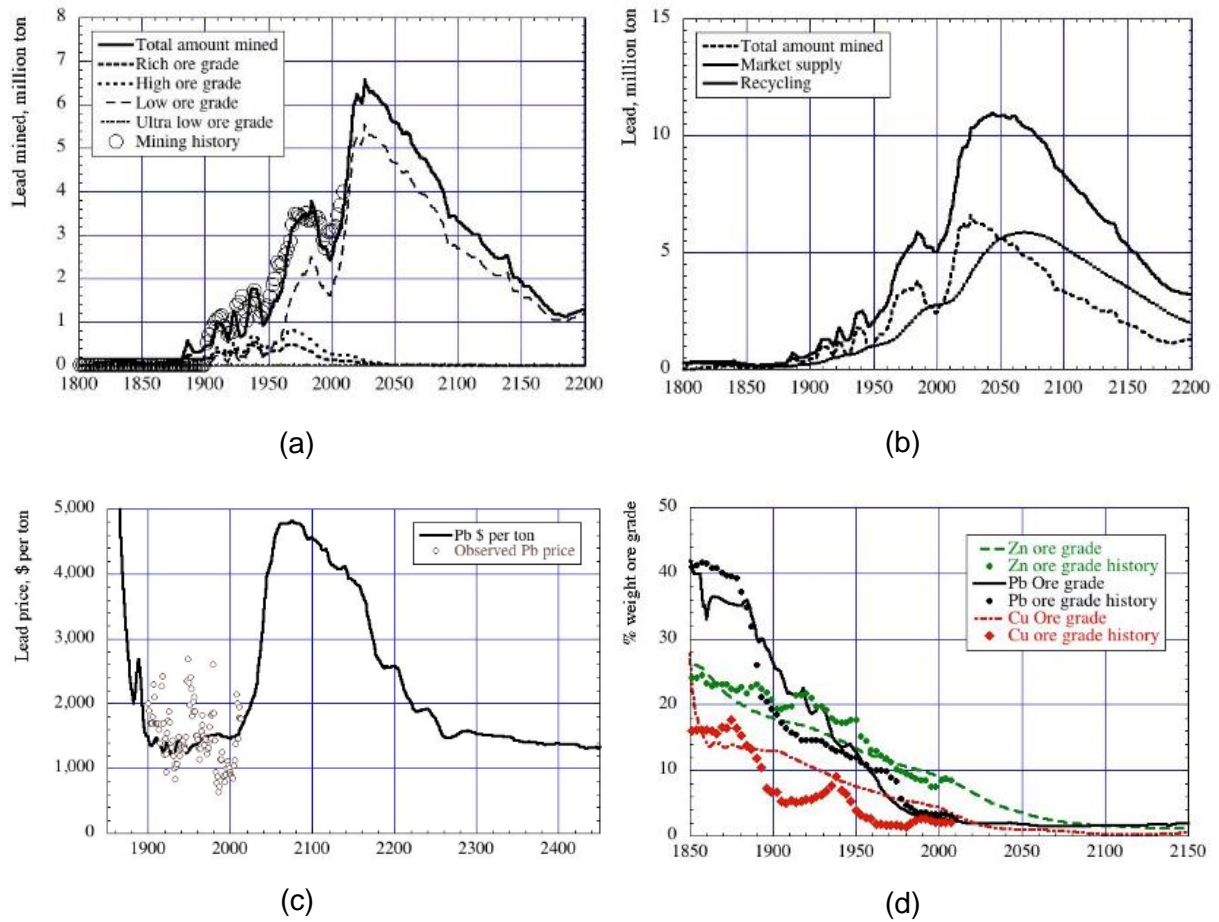 Lead mined, million ton
8
7
6
5
4
3
2
1
0
Total amount mined
Rich ore grade
High ore grade
Low ore grade
Ultra low ore grade
Mining history
1800 1850 1900 1950 2000 2050 2100 2150 2200
(a)
Lead, million ton
15
10
5
0
Total amount mined
Market supply
Recycling
1800 1850 1900 1950 2000 2050 2100 2150 2200
(b)
Lead price, $ per ton
5,000
4,000
3,000
2,000
1,000
0
Pb $ per ton
Observed Pb price
1900 2000 2100 2200 2300 2400
(c)
% weight ore grade
50
40
30
20
10
0
Zn ore grade
Zn ore grade history
Pb Ore grade
Pb ore grade history
Cu Ore grade
Cu ore grade history
1850 1900 1950 2000 2050 2100 2150
(d)